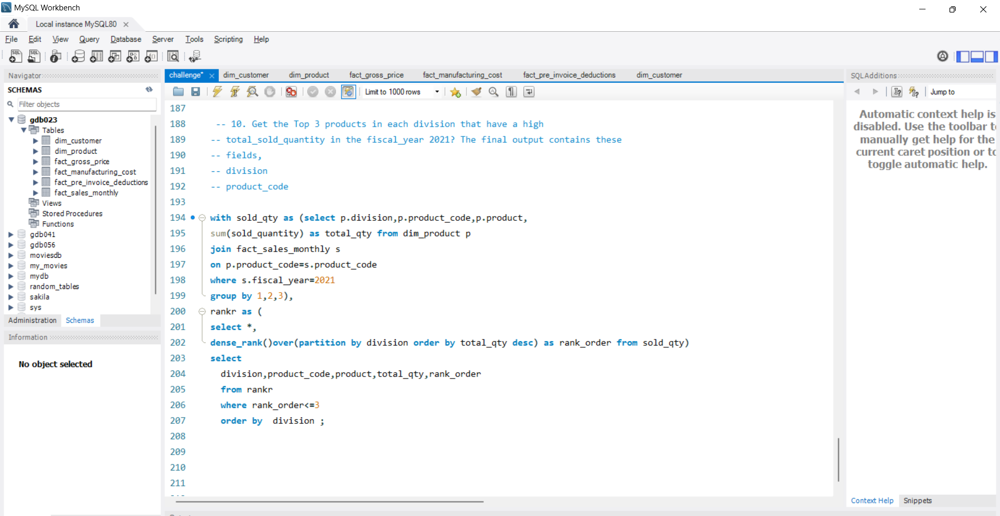 MySQL Workbench
Local instance MySQL80
File Edit View Query Database Server Tools Scripting Help
Navigator
SCHEMAS
Filter objects
gdb023
Tables
dim_customer
dim_product
fact_gross_price
fact_manufacturing_cost
fact_pre_invoice_deductions
fact_sales_monthly
Views
Stored Procedures
Functions
gdb041
gdb056
moviesdb
my_movies
mydb
random_tables
sakila
sys
Administration Schemas
Information
No object selected
challenge* dim_customer dim_product fact_gross_price fact_manufacturing_cost fact_pre_invoice_deductions dim_customer
Limit to 1000 rows
187
188 -- 10. Get the Top 3 products in each division that have a high
189 -- total_sold_quantity in the fiscal_year 2021? The final output contains these
190 -- fields,
191 -- division
192 -- product_code
193
194 with sold_qty as (select p.division,p.product_code,p.product,
195 sum(sold_quantity) as total_qty from dim_product p
196 join fact_sales_monthly s
197 on p.product_code=s.product_code
198 where s.fiscal_year=2021
199 group by 1,2,3),
200 rankr as (
201 select *,
202 dense_rank()over(partition by division order by total_qty desc) as rank_order from sold_qty)
203 select
204 division,product_code,product,total_qty,rank_order
205 from rankr
206 where rank_order<=3
207 order by  division ;
208
209
210
211
SQLAdditions
Jump to
Automatic context help is
disabled. Use the toolbar t
manually get help for the
current caret position or to
toggle automatic help.
Context Help Snippets